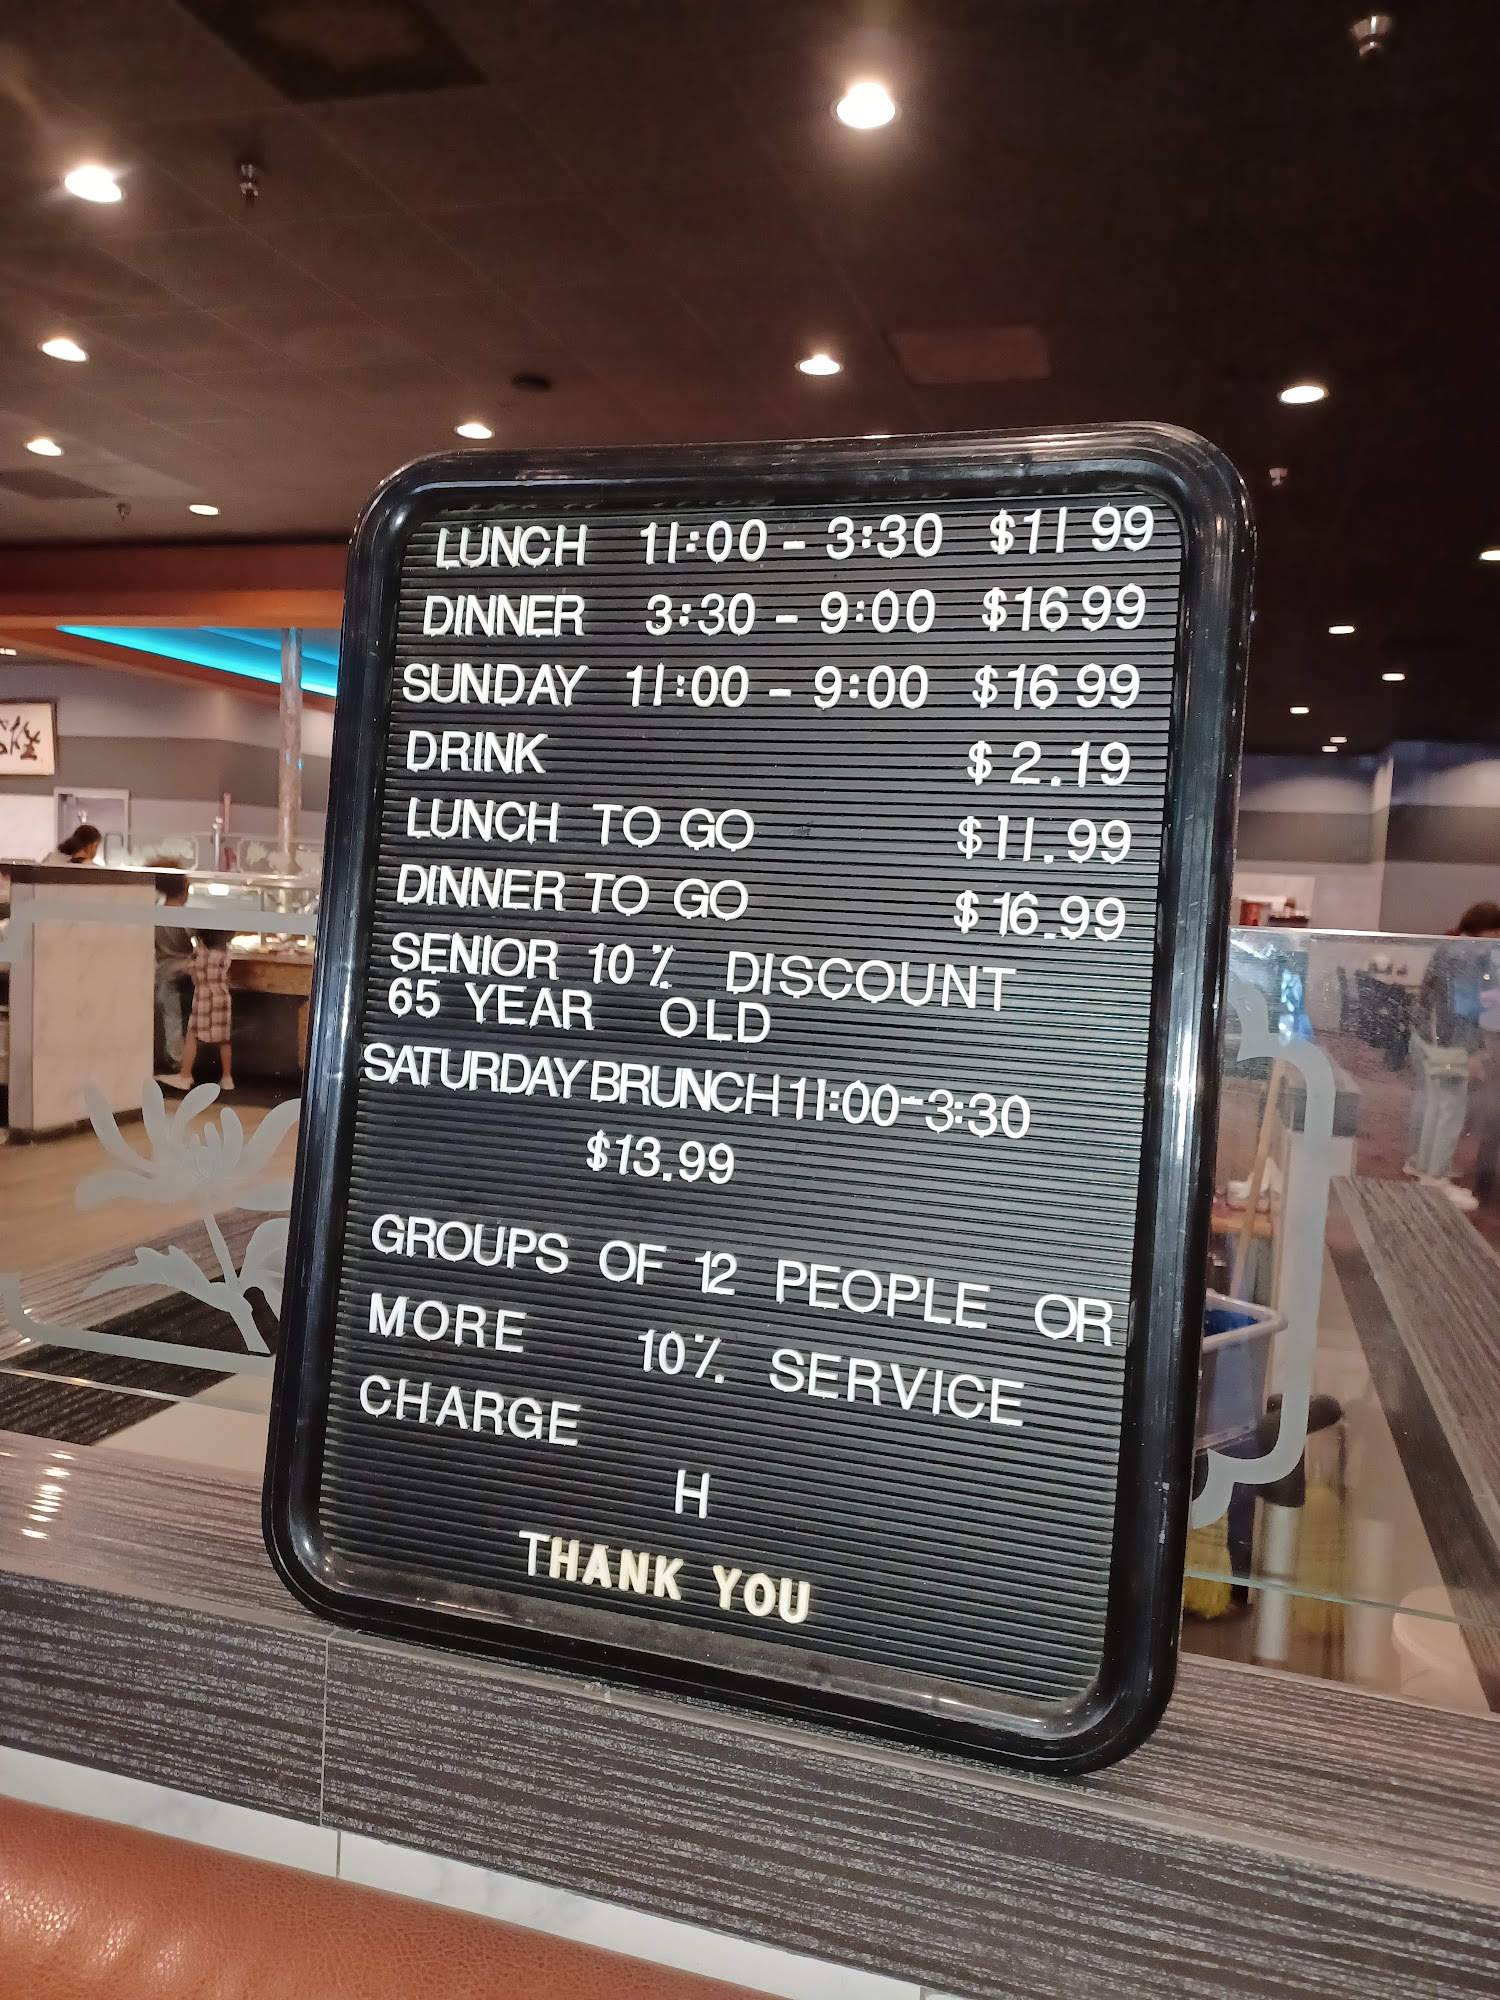 LUNCH 11:00 - 3:30 $11 99
DINNER 3:30 - 9:00 $16 99
SUNDAY 11:00 - 9:00 $16 99
DRINK $ 2.19
LUNCH TO GO $11.99
DINNER TO GO $16.99
SENIOR 10% DISCOUNT
65 YEAR OLD
SATURDAY BRUNCH 11:00-3:30
$13.99
GROUPS OF 12 PEOPLE OR
MORE 10% SERVICE
CHARGE
H
THANK YOU